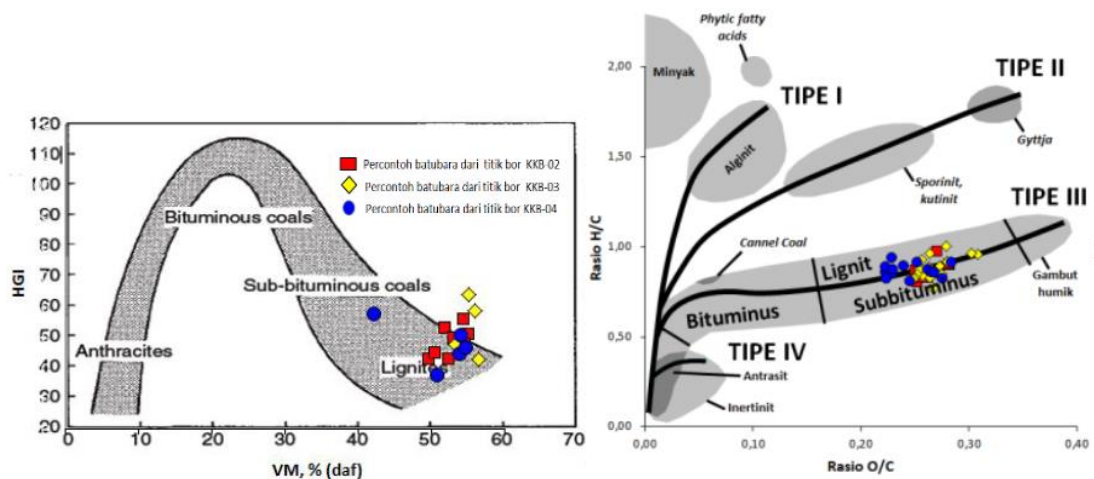 120
110
100
90
80
70
60
50
40
30
20
HGI
Bituminous coals
Sub-bituminous coals
Anthracites
Percontoh batubara dari titik bor KKB-02
Percontoh batubara dari titik bor KKB-03
Percontoh batubara dari titik bor KKB-04
0 10 20 30 40 50 60 70
VM, % (daf)
2,00
1,50
1,00
0,50
0,00
Rasio H/C
Phytic fatty
acids
Minyak
TIPE I
TIPE II
Alginit
Gyttja
Sporinit,
kutinit
TIPE III
Cannel Coal
Lignit
Gambut
humik
Bituminus
Subbituminus
TIPE IV
Antrasit
Inertinit
0,00 0,10 0,20 0,30 0,40
Rasio O/C